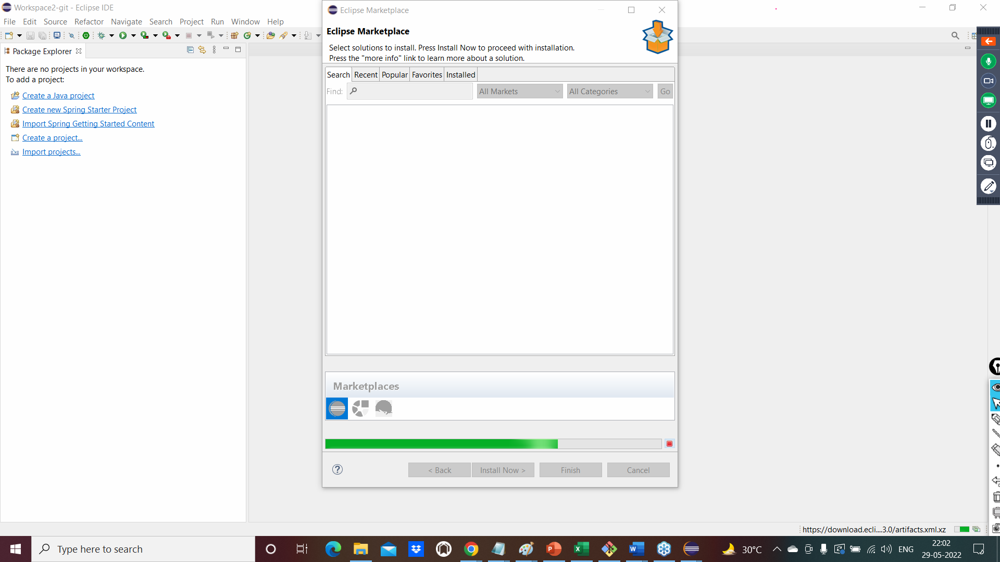 Workspace2-git - Eclipse IDE
File Edit Source Refactor Navigate Search Project Run Window Help
Package Explorer
There are no projects in your workspace.
To add a project:
Create a Java project
Create new Spring Starter Project
Import Spring Getting Started Content
Create a project...
Import projects...
Eclipse Marketplace
Eclipse Marketplace
Select solutions to install. Press Install Now to proceed with installation.
Press the "more info" link to learn more about a solution.
Search Recent Popular Favorites Installed
Find: All Markets All Categories Go
Marketplaces
< Back Install Now > Finish Cancel
https://download.ecli....3.0/artifacts.xml.xz
Type here to search
30°C ENG
22:02
29-05-2022